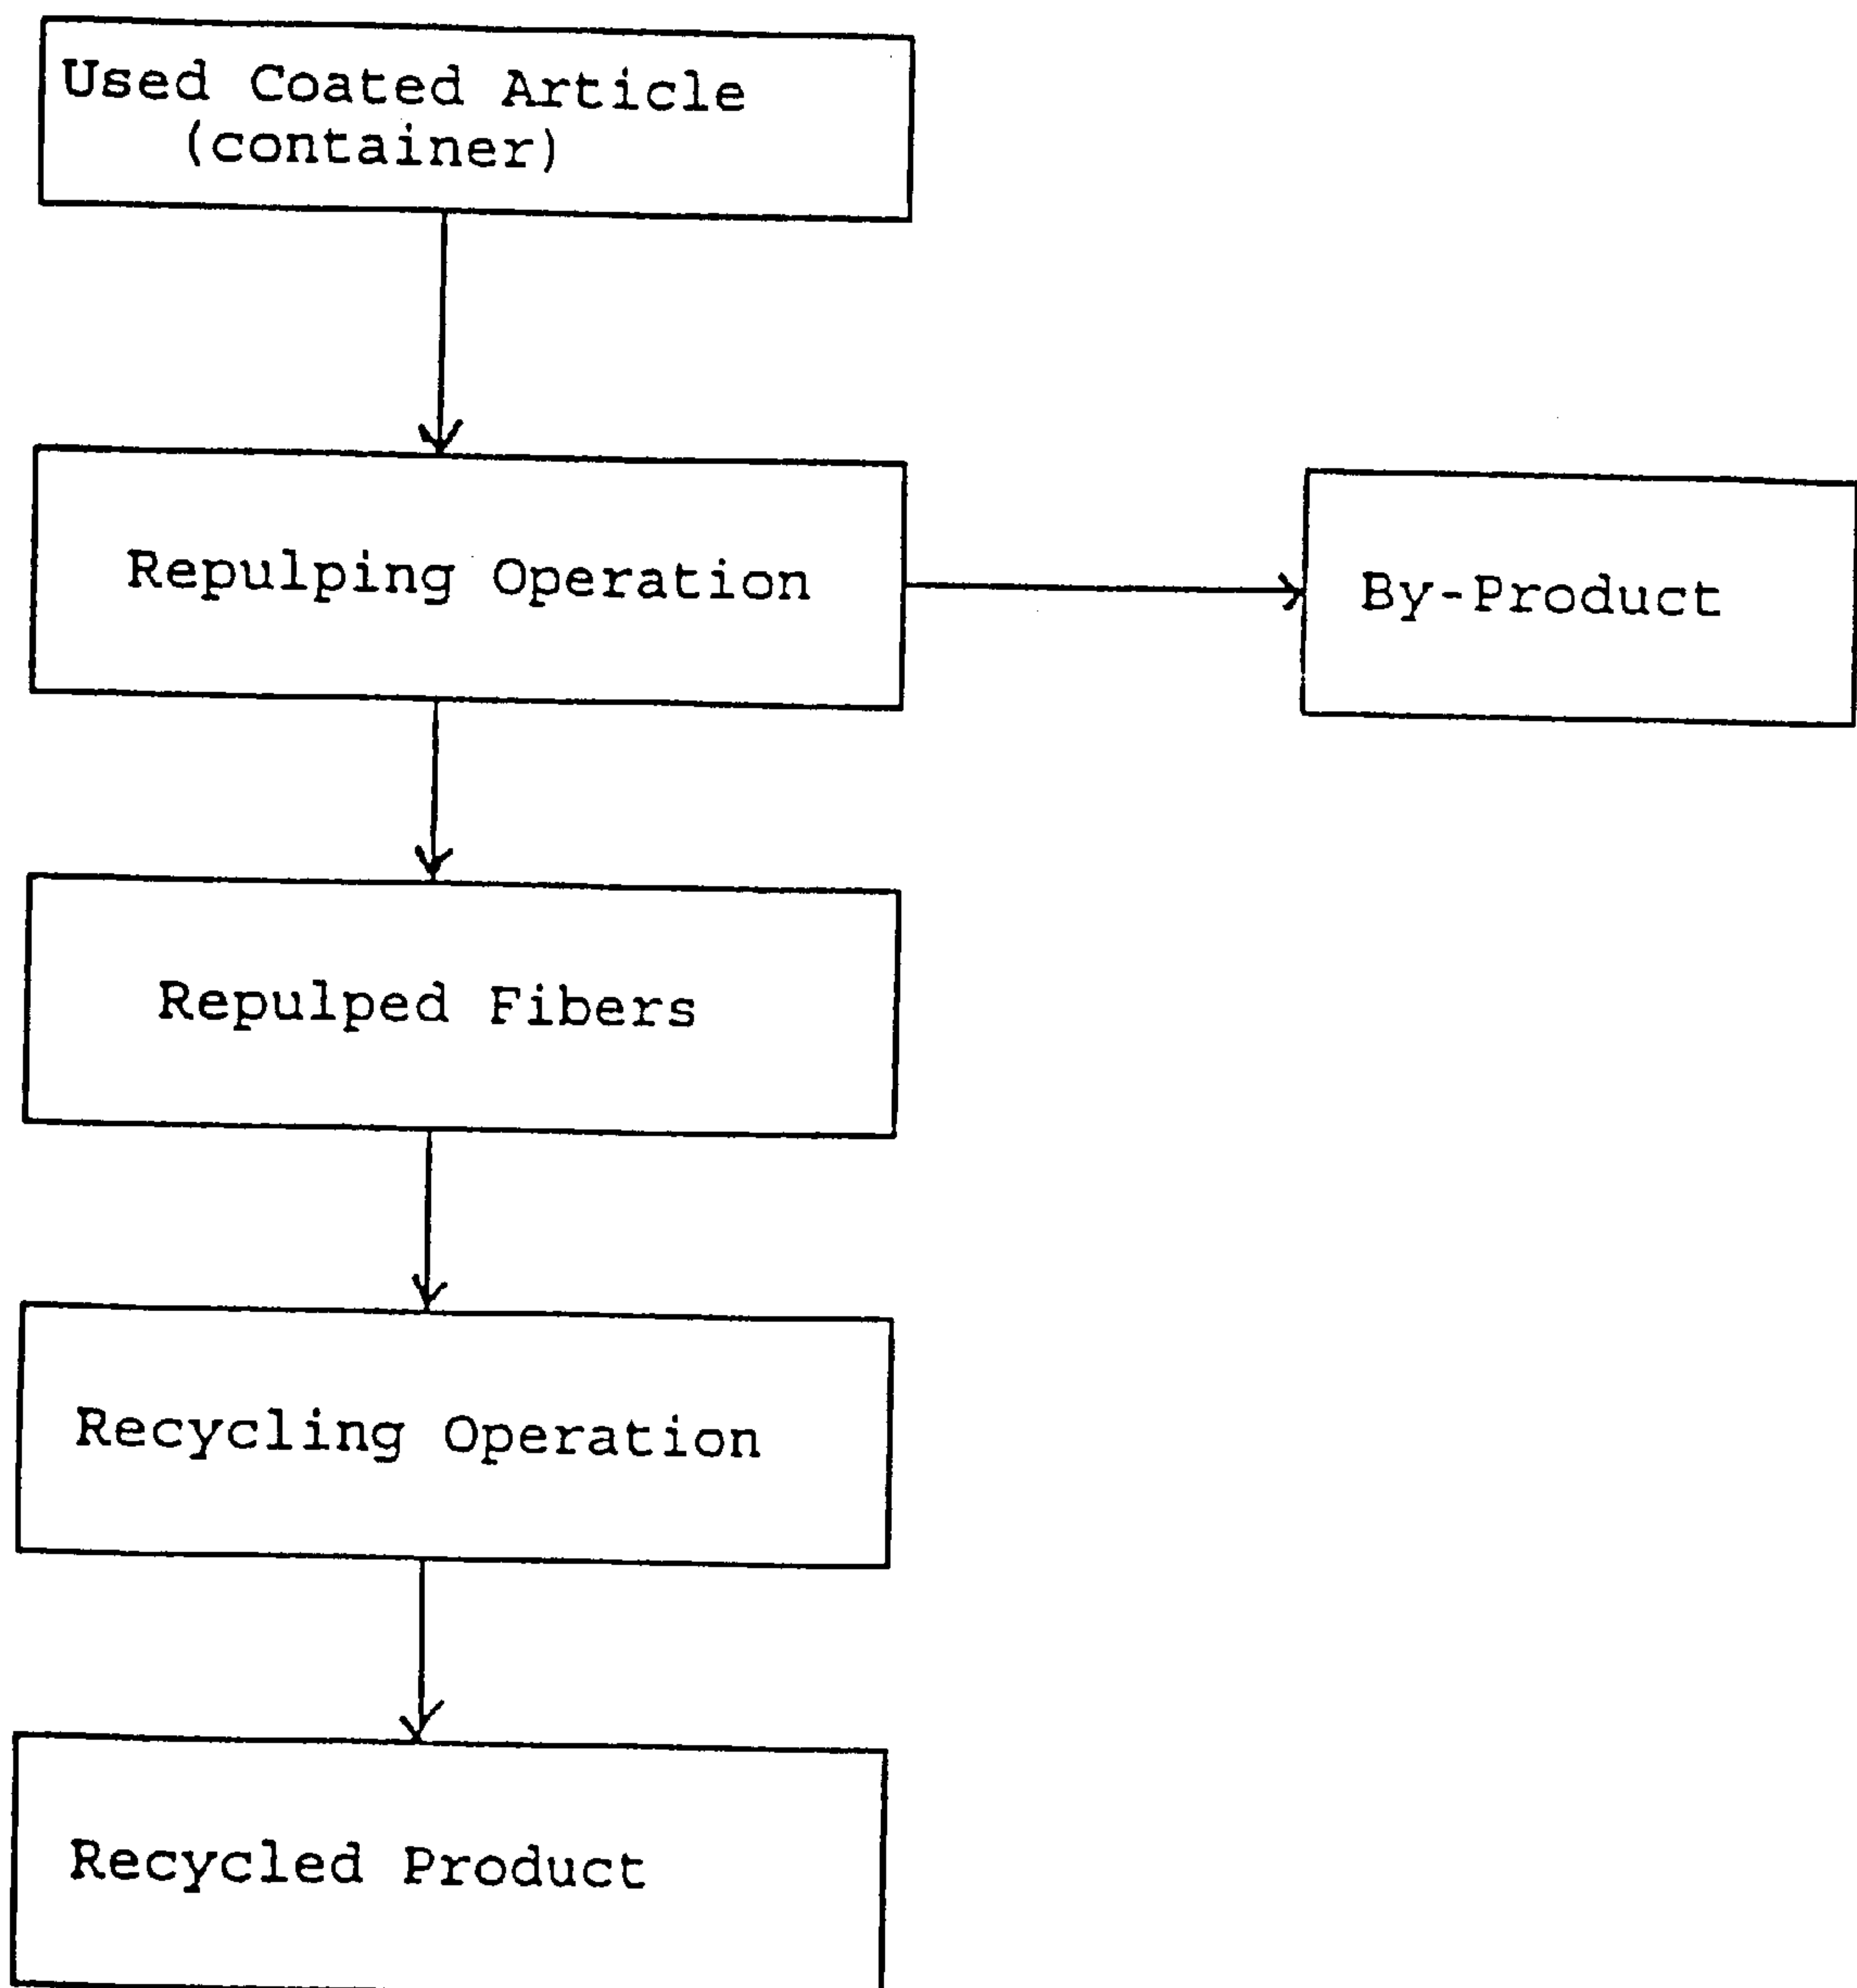 Used Coated Article
(container)
Repulping Operation
By-Product
Repulped Fibers
Recycling Operation
Recycled Product